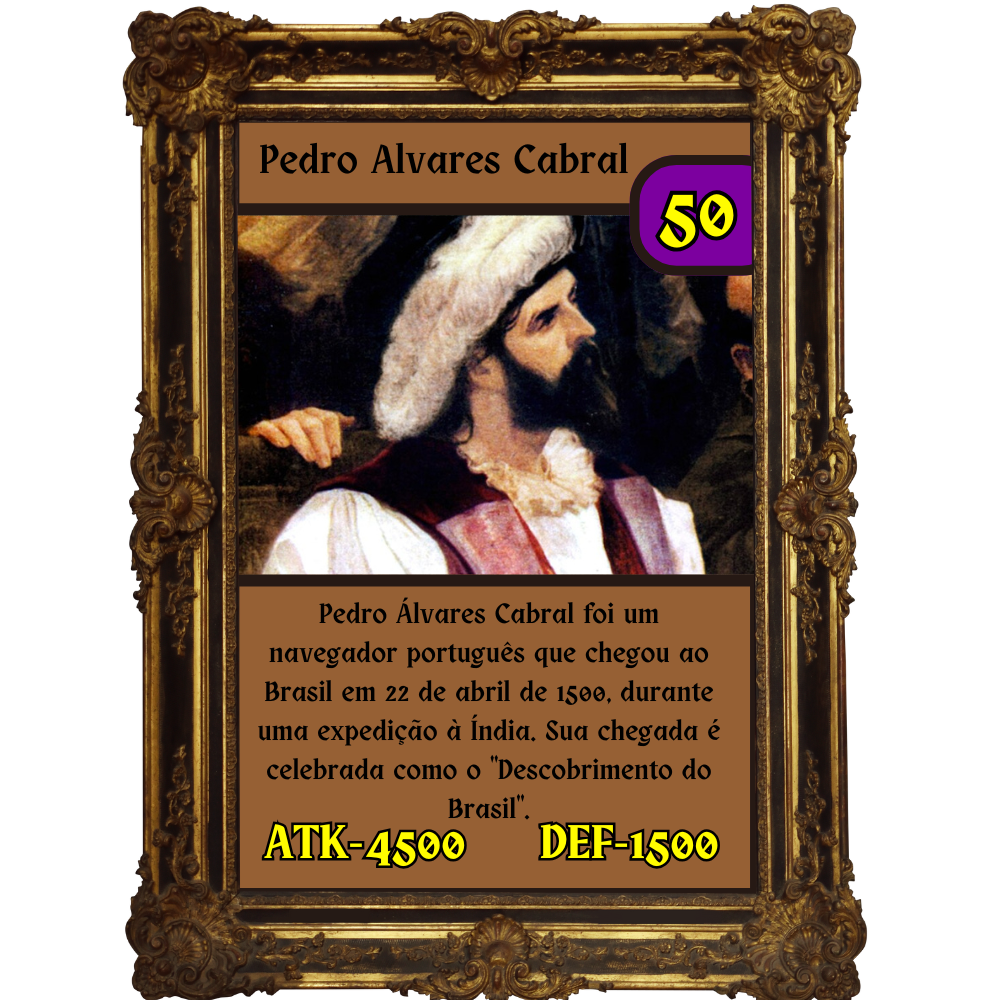 Pedro Alvares Cabral
50
Pedro Álvares Cabral foi um
navegador português que chegou ao
Brasil em 22 de abril de 1500, durante
uma expedição à Índia. Sua chegada é
celebrada como o "Descobrimento do
Brasil".
ATK-4500 DEF-1500